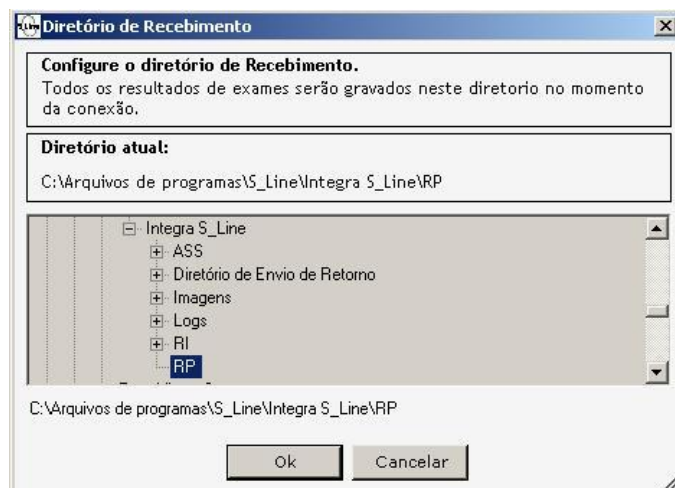 S_Line Diretório de Recebimento
Configure o diretório de Recebimento.
Todos os resultados de exames serão gravados neste diretorio no momento
da conexão.
Diretório atual:
C:\Arquivos de programas\S_Line\Integra S_Line\RP
Integra S_Line
ASS
Diretório de Envio de Retorno
Imagens
Logs
RI
RP
C:\Arquivos de programas\S_Line\Integra S_Line\RP
Ok Cancelar